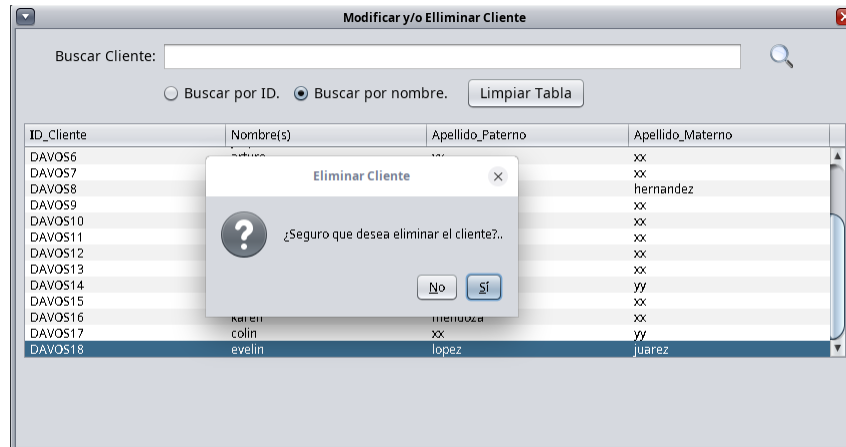 Modificar y/o Elliminar Cliente
Buscar Cliente:
Buscar por ID. Buscar por nombre. Limpiar Tabla
ID_Cliente Nombre(s) Apellido_Paterno Apellido_Materno
DAVOS6 xx
DAVOS7 xx
DAVOS8 hernandez
DAVOS9 xx
DAVOS10 xx
DAVOS11 xx
DAVOS12 xx
DAVOS13 xx
DAVOS14 yy
DAVOS15 xx
DAVOS16 karen mendoza xx
DAVOS17 colin xx yy
DAVOS18 evelin lopez juarez
Eliminar Cliente
¿Seguro que desea eliminar el cliente?..
No Sí